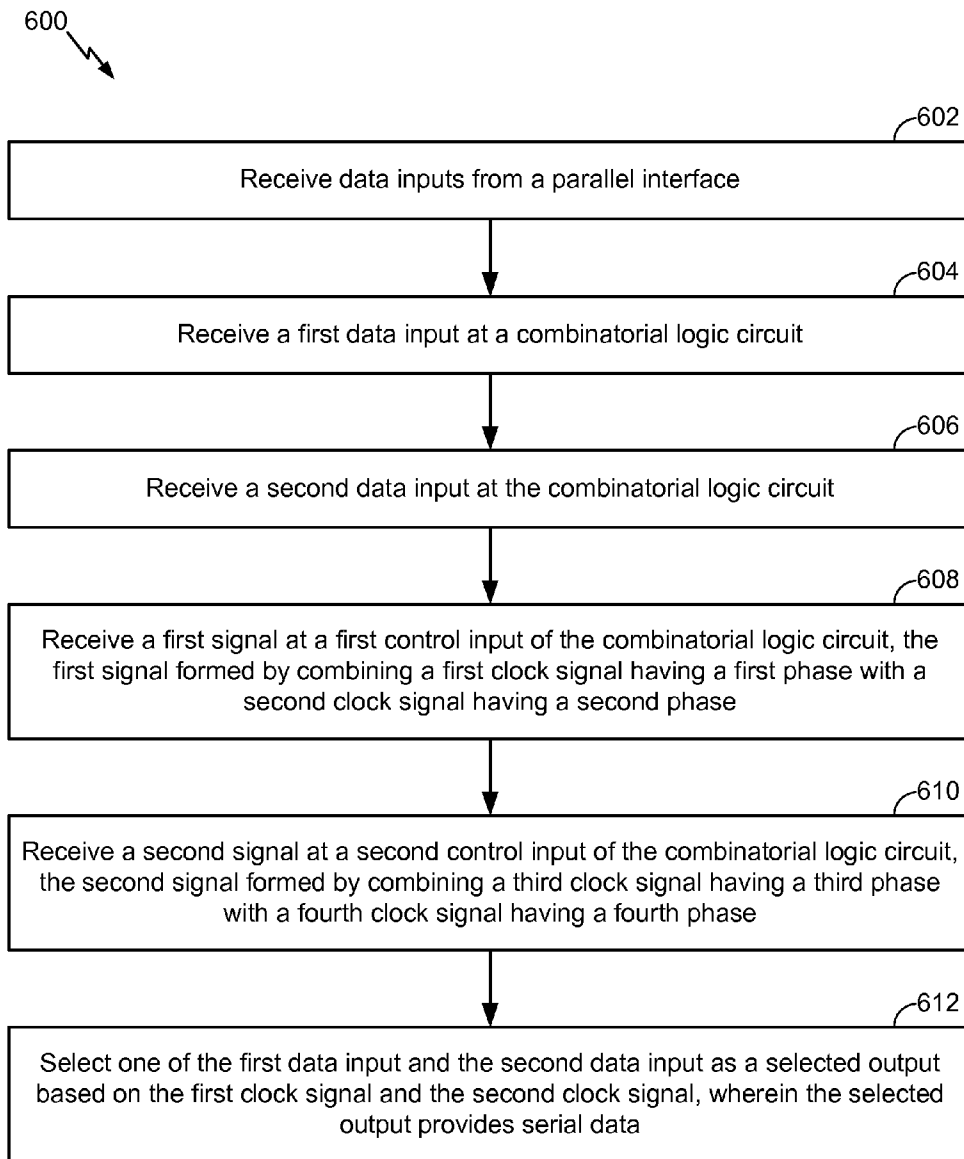 600
602
Receive data inputs from a parallel interface
604
Receive a first data input at a combinatorial logic circuit
606
Receive a second data input at the combinatorial logic circuit
608
Receive a first signal at a first control input of the combinatorial logic circuit, the
first signal formed by combining a first clock signal having a first phase with a
second clock signal having a second phase
610
Receive a second signal at a second control input of the combinatorial logic circuit,
the second signal formed by combining a third clock signal having a third phase
with a fourth clock signal having a fourth phase
612
Select one of the first data input and the second data input as a selected output
based on the first clock signal and the second clock signal, wherein the selected
output provides serial data